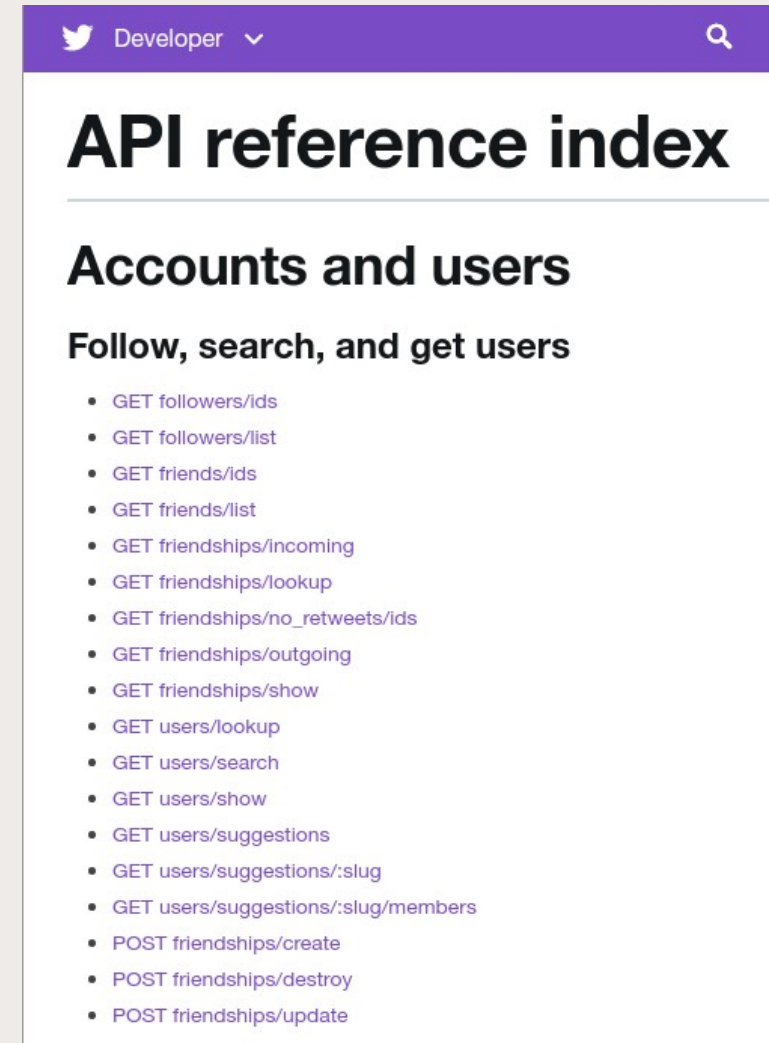 Developer
API reference index
Accounts and users
Follow, search, and get users
GET followers/ids
GET followers/list
GET friends/ids
GET friends/list
GET friendships/incoming
GET friendships/lookup
GET friendships/no_retweets/ids
GET friendships/outgoing
GET friendships/show
GET users/lookup
GET users/search
GET users/show
GET users/suggestions
GET users/suggestions/:slug
GET users/suggestions/:slug/members
POST friendships/create
POST friendships/destroy
POST friendships/update